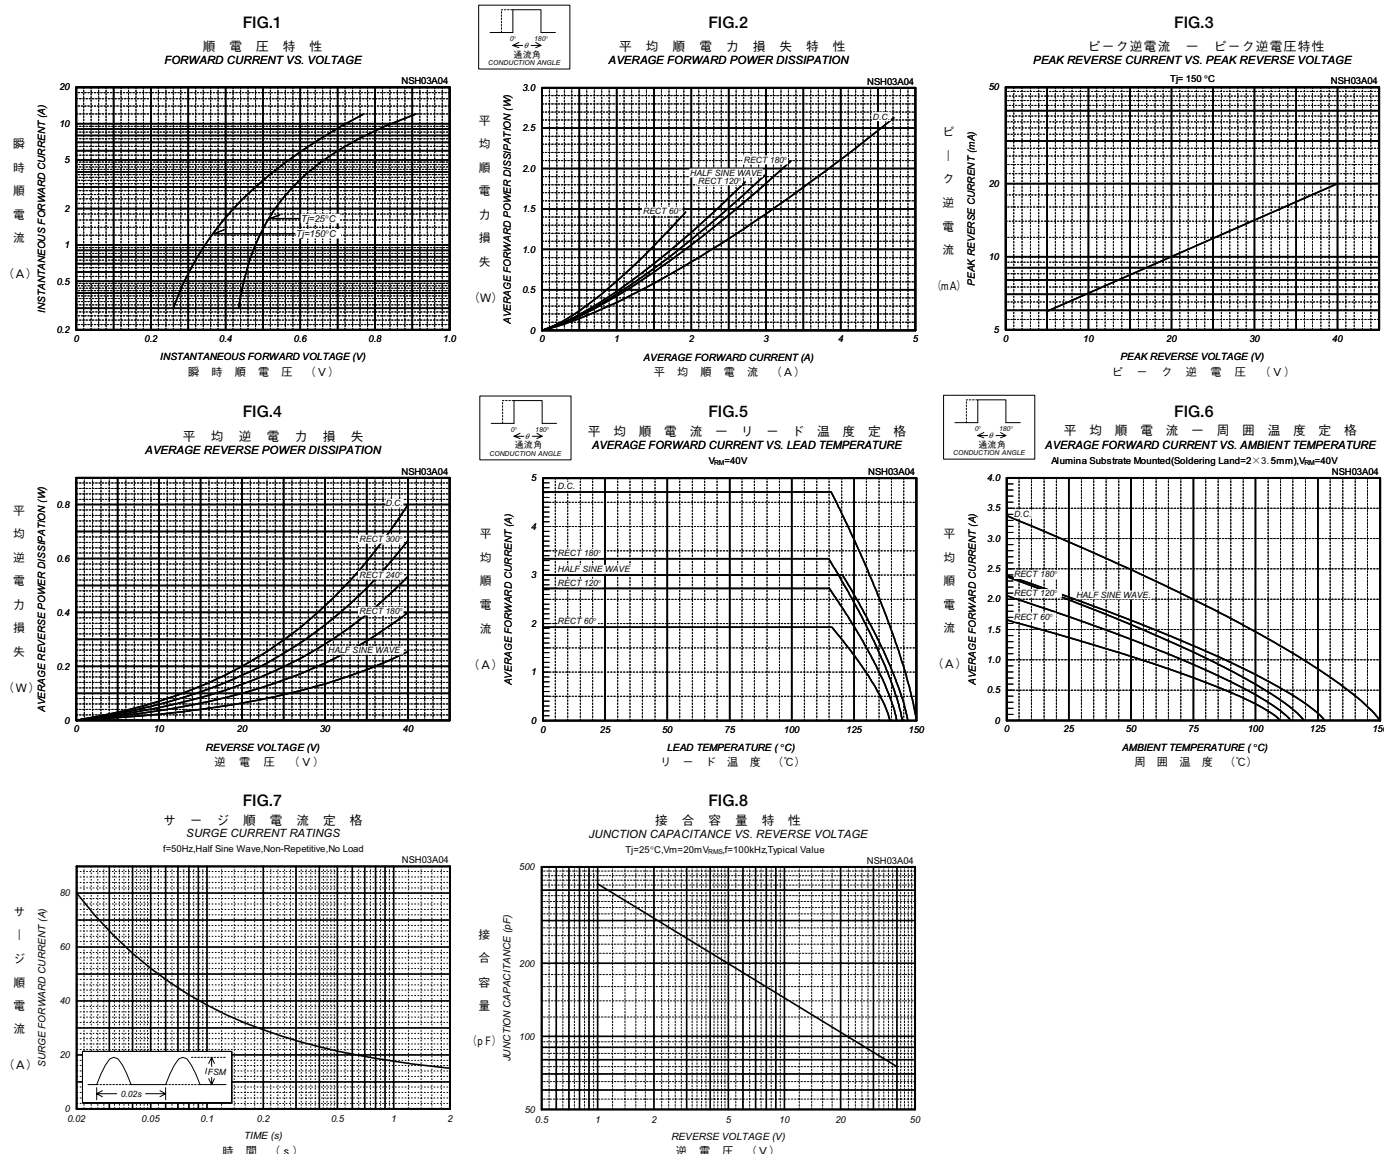 FIG.1
順電圧特性
FORWARD CURRENT VS. VOLTAGE
NSH03A04
瞬時順電流 (A)
INSTANTANEOUS FORWARD CURRENT (A)
20
10
5
2
1
0.5
0.2
Tj=25°C
Tj=150°C
0 0.2 0.4 0.6 0.8 1.0
INSTANTANEOUS FORWARD VOLTAGE (V)
瞬時順電圧 (V)
0° 180°
θ
通流角
CONDUCTION ANGLE
FIG.2
平均順電力損失特性
AVERAGE FORWARD POWER DISSIPATION
NSH03A04
平均順電力損失 (W)
AVERAGE FORWARD POWER DISSIPATION (W)
3.0
2.5
2.0
1.5
1.0
0.5
0
D.C.
RECT 180°
HALF SINE WAVE
RECT 120°
RECT 60°
0 1 2 3 4 5
AVERAGE FORWARD CURRENT (A)
平均順電流 (A)
FIG.3
ピーク逆電流 ー ピーク逆電圧特性
PEAK REVERSE CURRENT VS. PEAK REVERSE VOLTAGE
Tj= 150 °C
NSH03A04
ピーク逆電流 (mA)
PEAK REVERSE CURRENT (mA)
50
20
10
5
0 10 20 30 40
PEAK REVERSE VOLTAGE (V)
ピーク逆電圧 (V)
FIG.4
平均逆電力損失
AVERAGE REVERSE POWER DISSIPATION
NSH03A04
平均逆電力損失 (W)
AVERAGE REVERSE POWER DISSIPATION (W)
0.8
0.6
0.4
0.2
0
D.C.
RECT 300°
RECT 240°
RECT 180°
HALF SINE WAVE
0 10 20 30 40
REVERSE VOLTAGE (V)
逆電圧 (V)
0° 180°
θ
通流角
CONDUCTION ANGLE
FIG.5
平均順電流ーリード温度定格
AVERAGE FORWARD CURRENT VS. LEAD TEMPERATURE
VRM=40V
NSH03A04
平均順電流 (A)
AVERAGE FORWARD CURRENT (A)
5
4
3
2
1
0
D.C.
RECT 180°
HALF SINE WAVE
RECT 120°
RECT 60°
0 25 50 75 100 125 150
LEAD TEMPERATURE (°C)
リード温度 (℃)
0° 180°
θ
通流角
CONDUCTION ANGLE
FIG.6
平均順電流ー周囲温度定格
AVERAGE FORWARD CURRENT VS. AMBIENT TEMPERATURE
Alumina Substrate Mounted(Soldering Land=2×3.5mm),VRM=40V
NSH03A04
平均順電流 (A)
AVERAGE FORWARD CURRENT (A)
4.0
3.5
3.0
2.5
2.0
1.5
1.0
0.5
0
D.C.
RECT 180°
HALF SINE WAVE
RECT 120°
RECT 60°
0 25 50 75 100 125 150
AMBIENT TEMPERATURE (°C)
周囲温度 (℃)
FIG.7
サージ順電流定格
SURGE CURRENT RATINGS
f=50Hz,Half Sine Wave,Non-Repetitive,No Load
NSH03A04
サージ順電流 (A)
SURGE FORWARD CURRENT (A)
80
60
40
20
0
IFSM
0.02s
0.02 0.05 0.1 0.2 0.5 1 2
TIME (s)
時間 (s)
FIG.8
接合容量特性
JUNCTION CAPACITANCE VS. REVERSE VOLTAGE
Tj=25°C,Vm=20mVRMS,f=100kHz,Typical Value
NSH03A04
接合容量 (pF)
JUNCTION CAPACITANCE (pF)
500
200
100
50
0.5 1 2 5 10 20 50
REVERSE VOLTAGE (V)
逆電圧 (V)